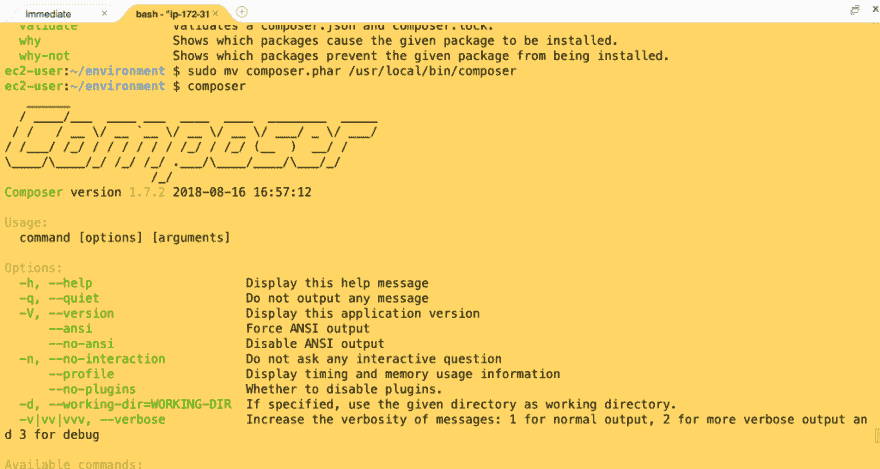 Immediate
bash - "ip-172-31
validate Validates a composer.json and composer.lock.
why Shows which packages cause the given package to be installed.
why-not Shows which packages prevent the given package from being installed.
ec2-user:~/environment $ sudo mv composer.phar /usr/local/bin/composer
ec2-user:~/environment $ composer
Composer
Composer version 1.7.2 2018-08-16 16:57:12
Usage:
command [options] [arguments]
Options:
-h, --help Display this help message
-q, --quiet Do not output any message
-V, --version Display this application version
--ansi Force ANSI output
--no-ansi Disable ANSI output
-n, --no-interaction Do not ask any interactive question
--profile Display timing and memory usage information
--no-plugins Whether to disable plugins.
-d, --working-dir=WORKING-DIR If specified, use the given directory as working directory.
-v|vv|vvv, --verbose Increase the verbosity of messages: 1 for normal output, 2 for more verbose output an
d 3 for debug
Available commands: